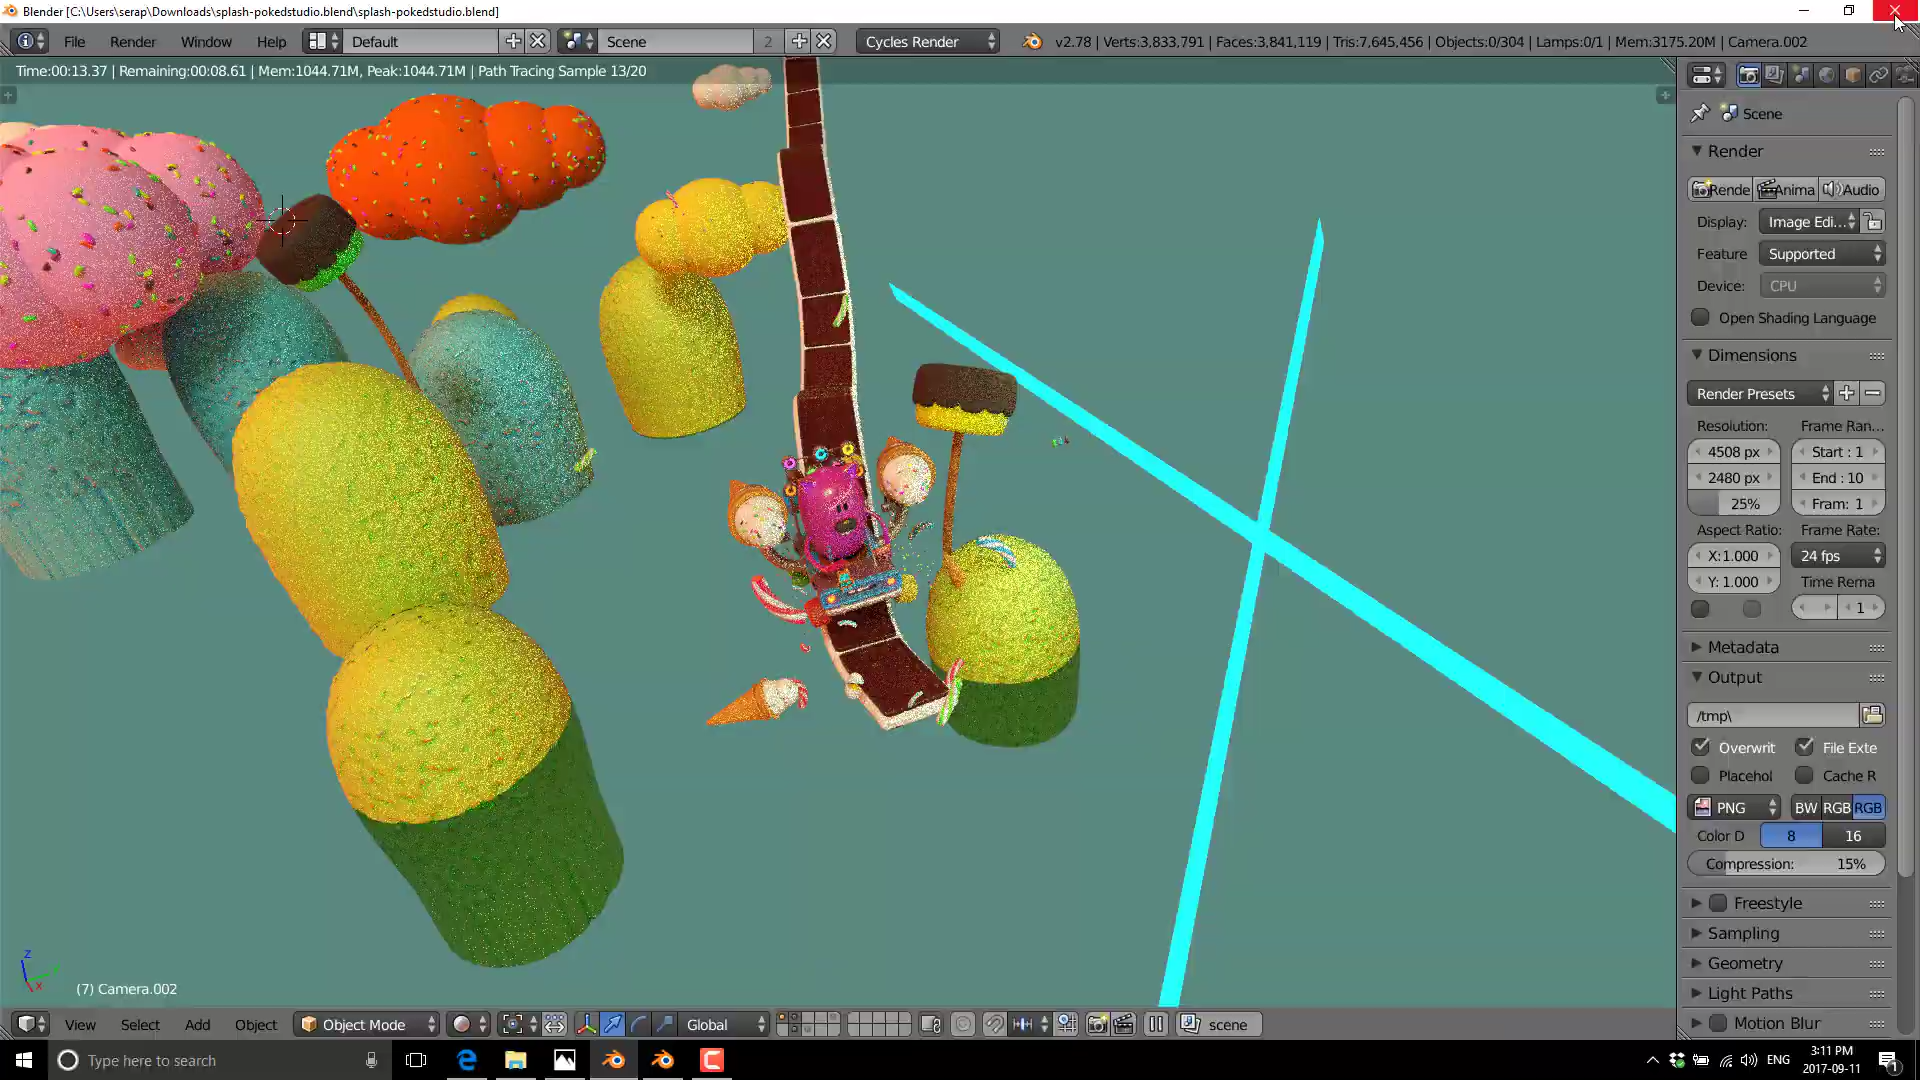 Blender [C:\Users\serap\Downloads\splash-pokedstudio.blend\splash-pokedstudio.blend]
File Render Window Help Default Scene 2 Cycles Render v2.78 | Verts:3,833,791 | Faces:3,841,119 | Tris:7,645,456 | Objects:0/304 | Lamps:0/1 | Mem:3175.20M | Camera.002
Time:00:13.37 | Remaining:00:08.61 | Mem:1044.71M, Peak:1044.71M | Path Tracing Sample 13/20
Scene
Render
Rende Anima Audio
Display: Image Edi...
Feature Supported
Device: CPU
Open Shading Language
Dimensions
Render Presets
Resolution: Frame Ran...
4508 px Start : 1
2480 px End : 10
25% Fram: 1
Aspect Ratio: Frame Rate:
X:1.000 24 fps
Y: 1.000 Time Rema
1
Metadata
Output
/tmp\
Overwrit File Exte
Placehol Cache R
PNG BW RGB RGB
Color D 8 16
Compression: 15%
Freestyle
Sampling
Geometry
Light Paths
Motion Blur
z
y
x
(7) Camera.002
View Select Add Object Object Mode Global scene
Type here to search
ENG
3:11 PM
2017-09-11
1